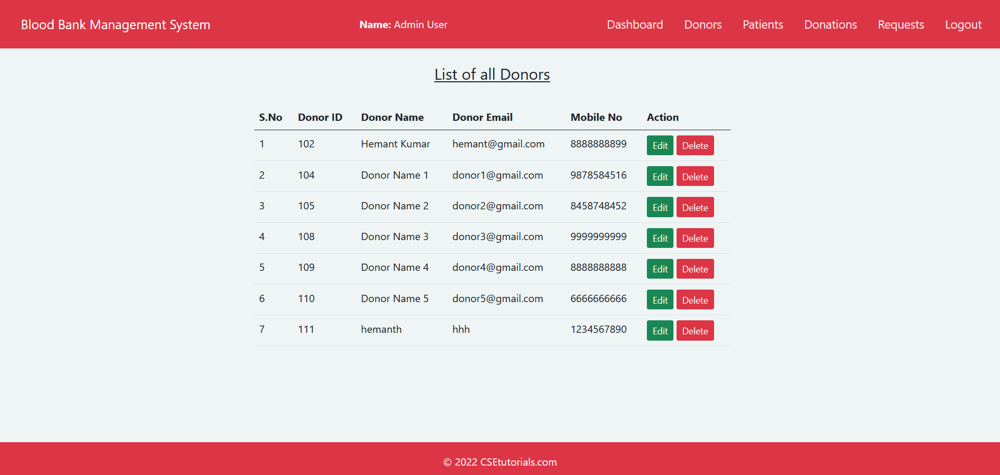 Blood Bank Management System Name: Admin User Dashboard Donors Patients Donations Requests Logout
List of all Donors
S.No Donor ID Donor Name Donor Email Mobile No Action
1 102 Hemant Kumar hemant@gmail.com 8888888899 Edit Delete
2 104 Donor Name 1 donor1@gmail.com 9878584516 Edit Delete
3 105 Donor Name 2 donor2@gmail.com 8458748452 Edit Delete
4 108 Donor Name 3 donor3@gmail.com 9999999999 Edit Delete
5 109 Donor Name 4 donor4@gmail.com 8888888888 Edit Delete
6 110 Donor Name 5 donor5@gmail.com 6666666666 Edit Delete
7 111 hemanth hhh 1234567890 Edit Delete
© 2022 CSEtutorials.com